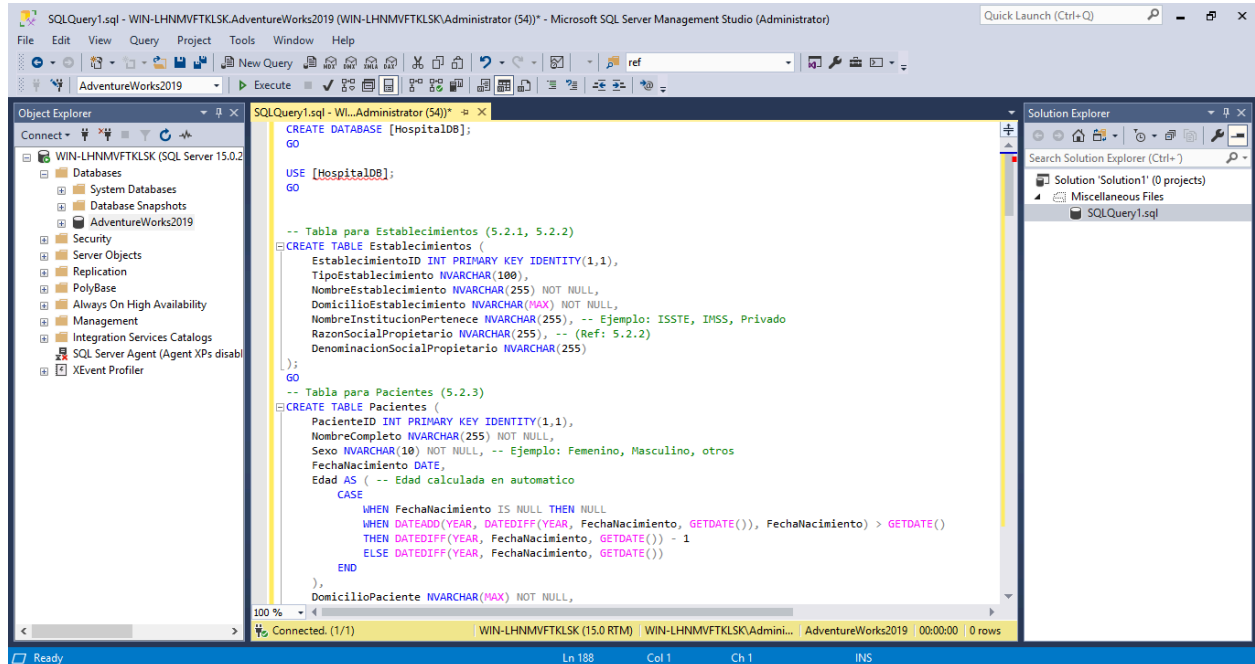 SQLQuery1.sql - WIN-LHNMVFTKLSK.AdventureWorks2019 (WIN-LHNMVFTKLSK\Administrator (54))* - Microsoft SQL Server Management Studio (Administrator)
Quick Launch (Ctrl+Q)
File Edit View Query Project Tools Window Help
New Query MDX DMX XMLA DAX ref
AdventureWorks2019 Execute
Object Explorer
Connect
WIN-LHNMVFTKLSK (SQL Server 15.0.2
Databases
System Databases
Database Snapshots
AdventureWorks2019
Security
Server Objects
Replication
PolyBase
Always On High Availability
Management
Integration Services Catalogs
SQL Server Agent (Agent XPs disabl
XEvent Profiler
SQLQuery1.sql - WI...Administrator (54))*
CREATE DATABASE [HospitalDB];
GO
USE [HospitalDB];
GO
-- Tabla para Establecimientos (5.2.1, 5.2.2)
CREATE TABLE Establecimientos (
EstablecimientoID INT PRIMARY KEY IDENTITY(1,1),
TipoEstablecimiento NVARCHAR(100),
NombreEstablecimiento NVARCHAR(255) NOT NULL,
DomicilioEstablecimiento NVARCHAR(MAX) NOT NULL,
NombreInstitucionPertenece NVARCHAR(255), -- Ejemplo: ISSTE, IMSS, Privado
RazonSocialPropietario NVARCHAR(255), -- (Ref: 5.2.2)
DenominacionSocialPropietario NVARCHAR(255)
);
GO
-- Tabla para Pacientes (5.2.3)
CREATE TABLE Pacientes (
PacienteID INT PRIMARY KEY IDENTITY(1,1),
NombreCompleto NVARCHAR(255) NOT NULL,
Sexo NVARCHAR(10) NOT NULL, -- Ejemplo: Femenino, Masculino, otros
FechaNacimiento DATE,
Edad AS ( -- Edad calculada en automatico
CASE
WHEN FechaNacimiento IS NULL THEN NULL
WHEN DATEADD(YEAR, DATEDIFF(YEAR, FechaNacimiento, GETDATE()), FechaNacimiento) > GETDATE()
THEN DATEDIFF(YEAR, FechaNacimiento, GETDATE()) - 1
ELSE DATEDIFF(YEAR, FechaNacimiento, GETDATE())
END
),
DomicilioPaciente NVARCHAR(MAX) NOT NULL,
100 %
Connected. (1/1) WIN-LHNMVFTKLSK (15.0 RTM) WIN-LHNMVFTKLSK\Admini... AdventureWorks2019 00:00:00 0 rows
Solution Explorer
Search Solution Explorer (Ctrl+´)
Solution 'Solution1' (0 projects)
Miscellaneous Files
SQLQuery1.sql
Ready Ln 188 Col 1 Ch 1 INS